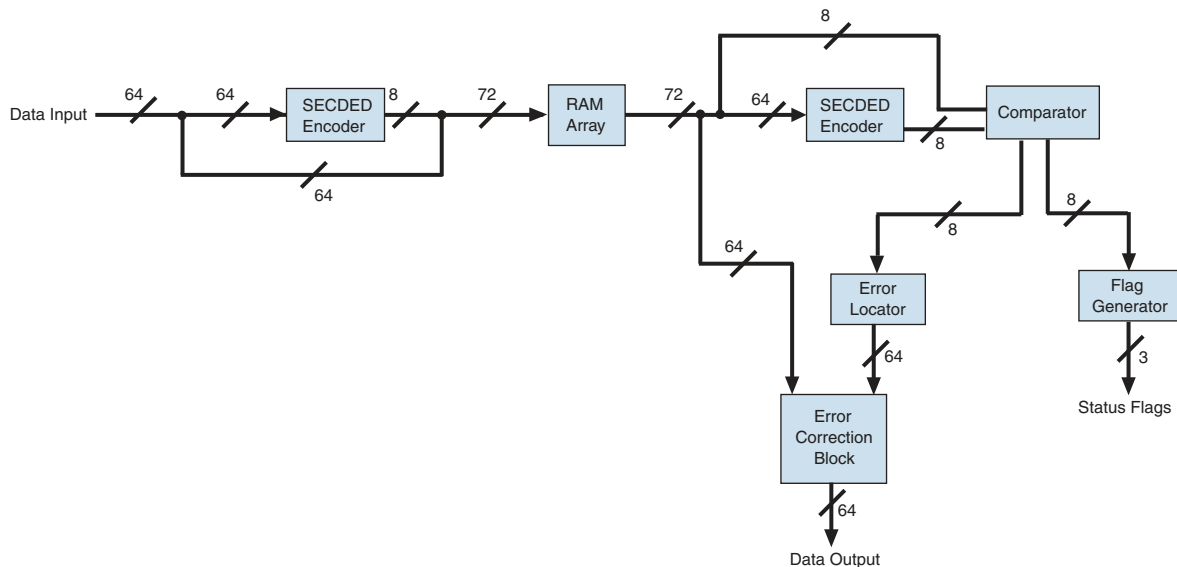 8
64
64
8
72
72
64
8
Data Input
SECDED
Encoder
RAM
Array
SECDED
Encoder
Comparator
64
8
8
64
Error
Locator
Flag
Generator
64
3
Status Flags
Error
Correction
Block
64
Data Output